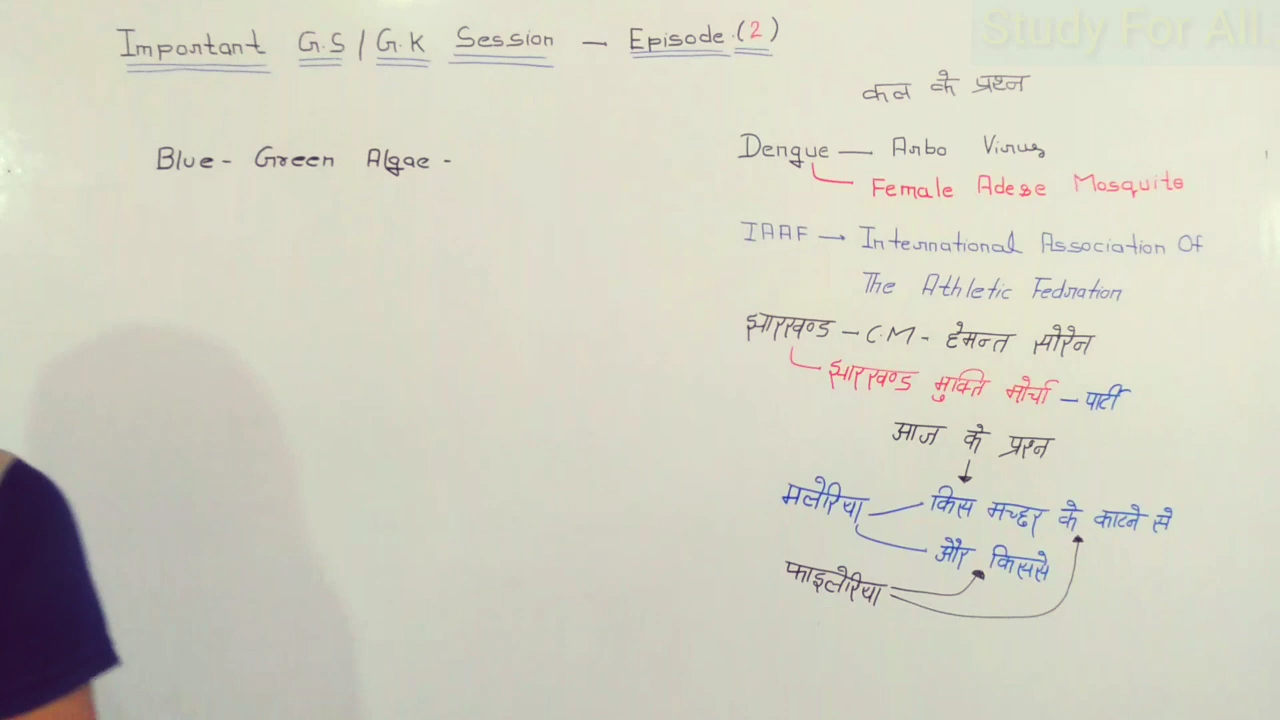 Important G.S / G.K Session - Episode.(2)
Study For All.
Blue - Green Algae -
कल के प्रश्न
Dengue — Arbo Virus
Female Adese Mosquito
IAAF → International Association Of
The Athletic Fedration
झारखण्ड - C.M - हेमन्त सोरेन
झारखण्ड मुक्ति मोर्चा - पार्टी
आज के प्रश्न
मलेरिया किस मच्छर के काटने से
और किससे
फाइलेरिया